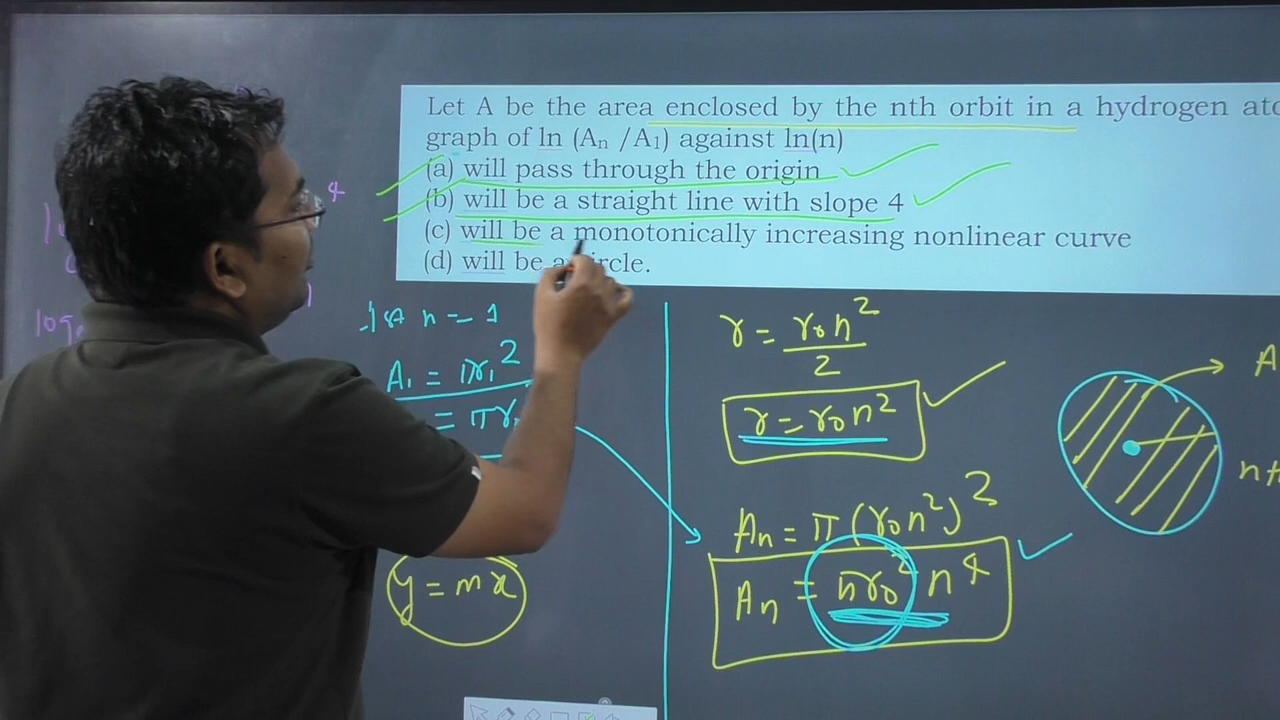 Let A be the area enclosed by the nth orbit in a hydrogen
graph of ln (Aₙ /A₁) against ln(n)
(a) will pass through the origin
(b) will be a straight line with slope 4
(c) will be a monotonically increasing nonlinear curve
(d) will be a circle.
1st n = 1
A₁ = πr₁²
y = mx
r = r₀n²/2
r = r₀n²
Aₙ = π(r₀n²)²
Aₙ = πr₀² n⁴
A